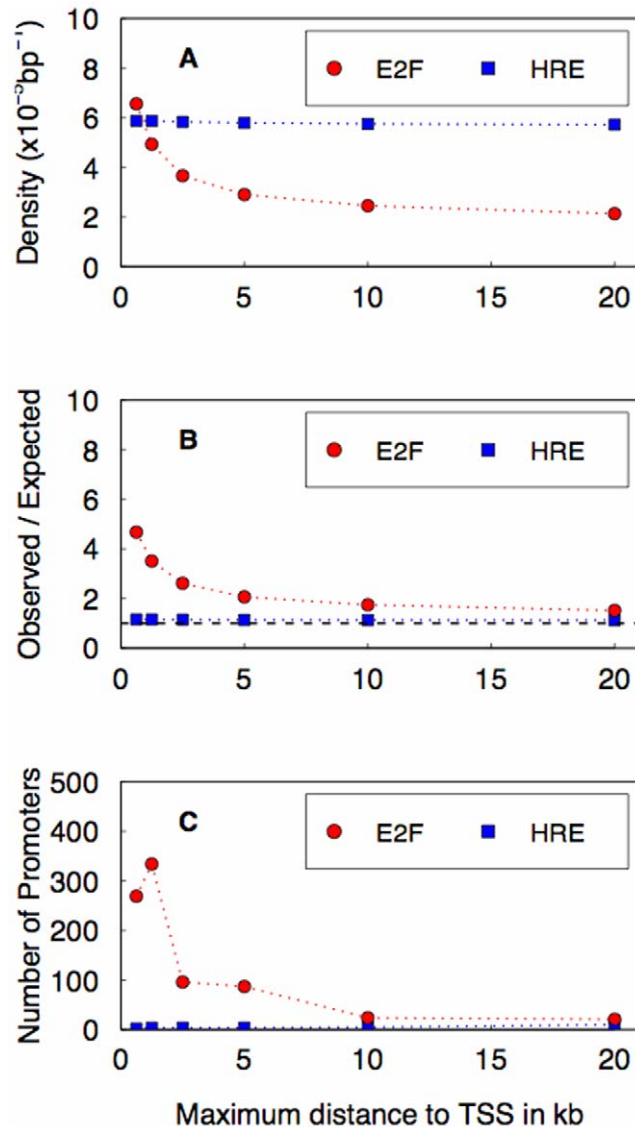 Density (x10⁻⁵bp⁻¹)
10
8
6
4
2
0
A
E2F HRE
0 5 10 15 20
Observed / Expected
10
8
6
4
2
0
B
E2F HRE
0 5 10 15 20
Number of Promoters
500
400
300
200
100
0
C
E2F HRE
0 5 10 15 20
Maximum distance to TSS in kb